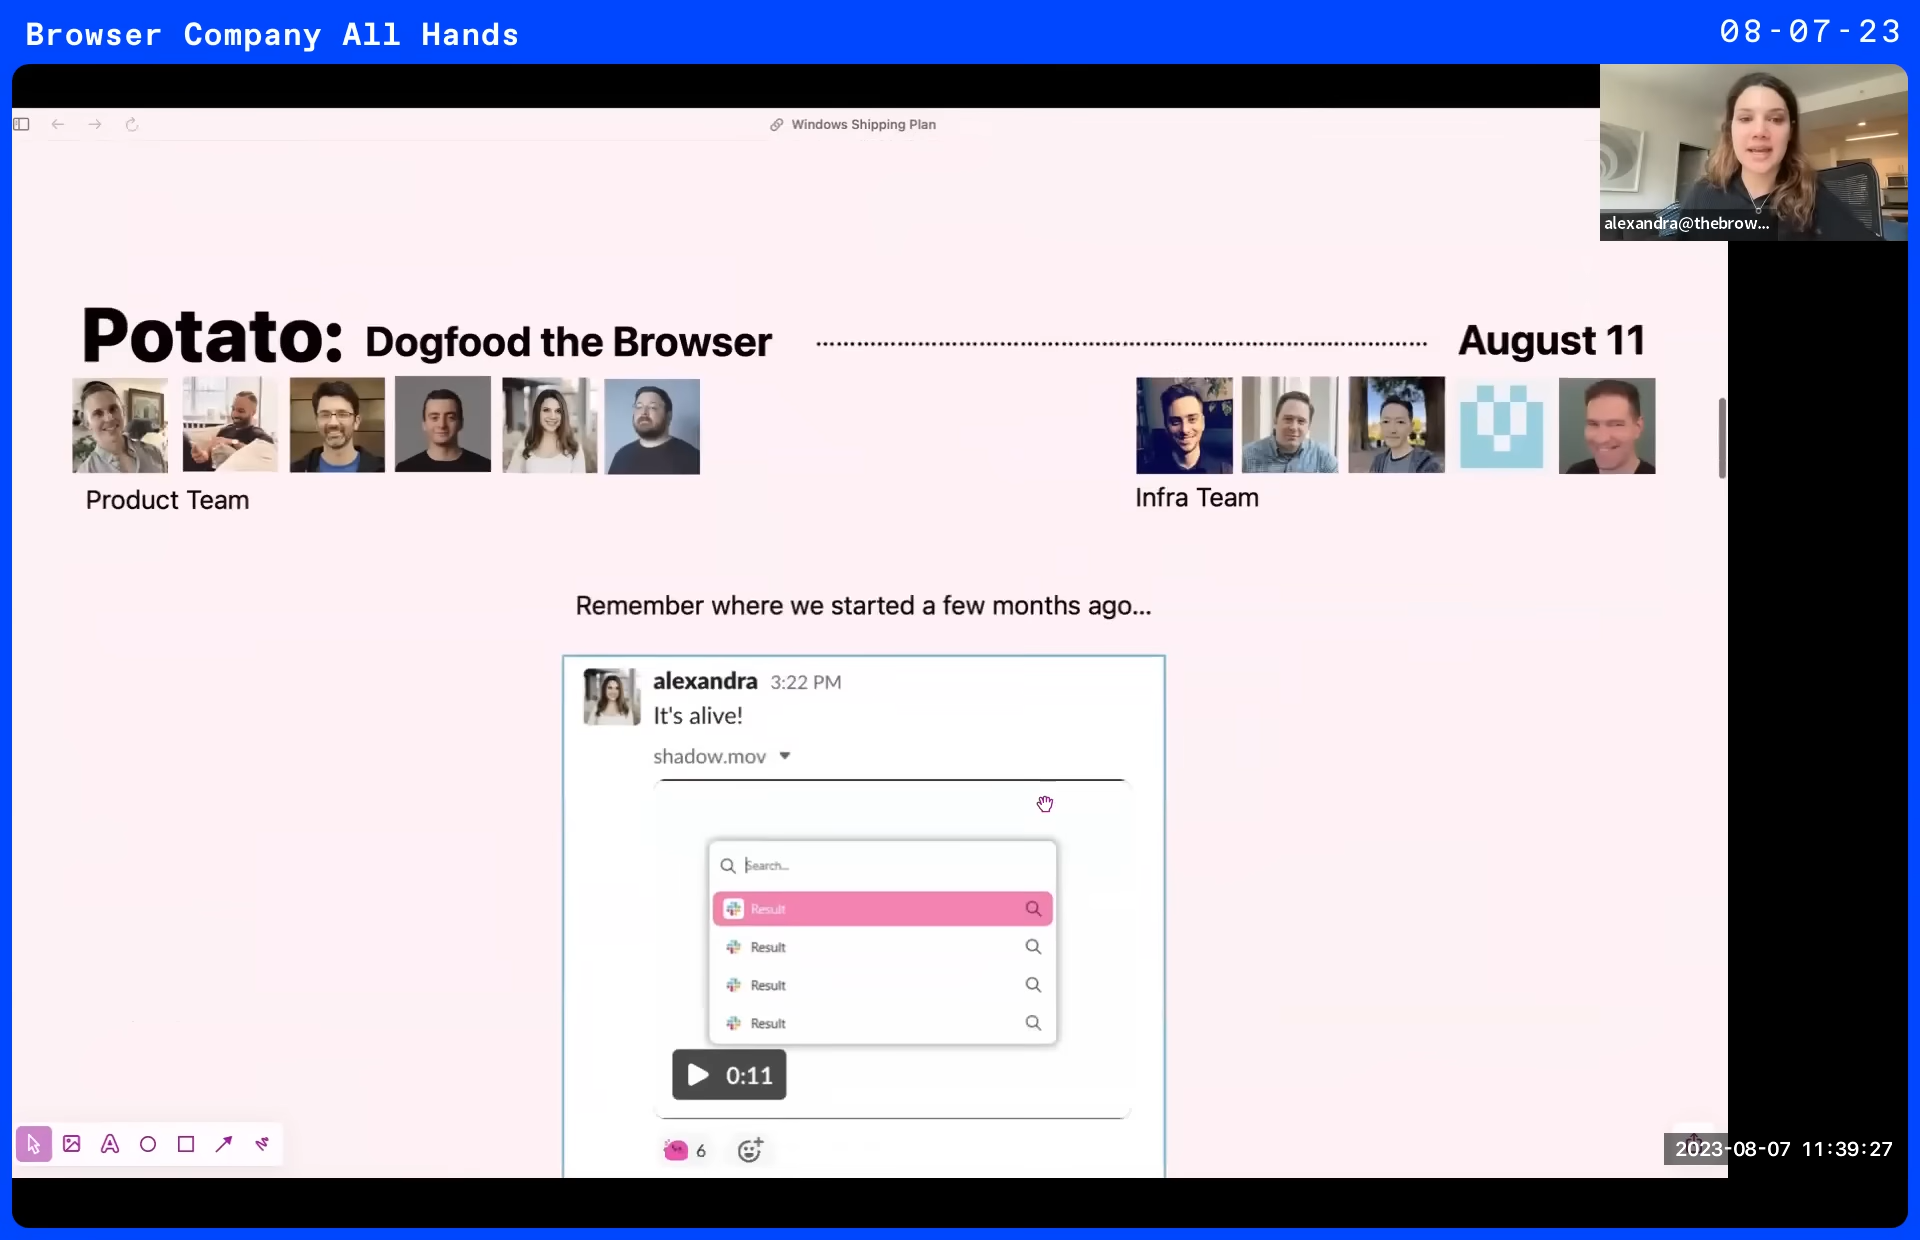 Browser Company All Hands
08-07-23
Windows Shipping Plan
alexandra@thebrow...
Potato: Dogfood the Browser
August 11
Product Team
Infra Team
Remember where we started a few months ago...
alexandra 3:22 PM
It's alive!
shadow.mov
Search...
Result
Result
Result
Result
0:11
6
2023-08-07 11:39:27